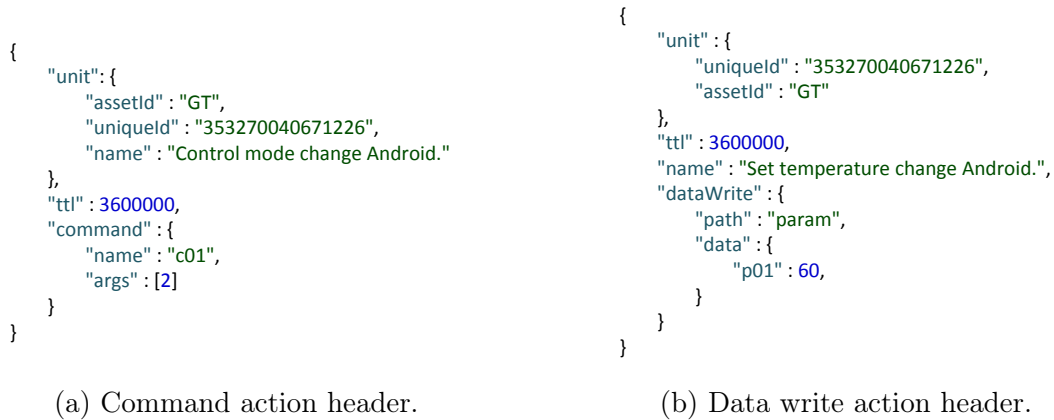 {
"unit": {
"assetId" : "GT",
"uniqueId" : "353270040671226",
"name" : "Control mode change Android."
},
"ttl" : 3600000,
"command" : {
"name" : "c01",
"args" : [2]
}
}
(a) Command action header.
{
"unit" : {
"uniqueId" : "353270040671226",
"assetId" : "GT"
},
"ttl" : 3600000,
"name" : "Set temperature change Android.",
"dataWrite" : {
"path" : "param",
"data" : {
"p01" : 60,
}
}
}
(b) Data write action header.